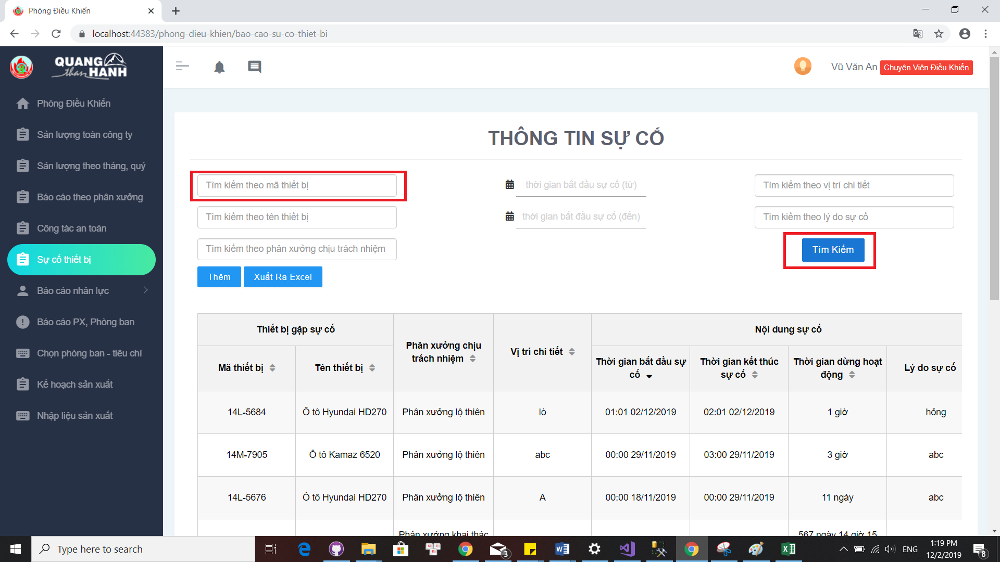 Phòng Điều Khiển
localhost:44383/phong-dieu-khien/bao-cao-su-co-thiet-bi
QUANG HANH
than
Vũ Văn An Chuyên Viên Điều Khiển
Phòng Điều Khiển
Sản lượng toàn công ty
Sản lượng theo tháng, quý
Báo cáo theo phân xưởng
Công tác an toàn
Sự cố thiết bị
Báo cáo nhân lực
Báo cáo PX, Phòng ban
Chọn phòng ban - tiêu chí
Kế hoạch sản xuất
Nhập liệu sản xuất
THÔNG TIN SỰ CỐ
Tìm kiếm theo mã thiết bị
thời gian bắt đầu sự cố (từ)
Tìm kiếm theo vị trí chi tiết
Tìm kiếm theo tên thiết bị
thời gian bắt đầu sự cố (đến)
Tìm kiếm theo lý do sự cố
Tìm kiếm theo phân xưởng chịu trách nhiệm
Tìm Kiếm
Thêm
Xuất Ra Excel
Thiết bị gặp sự cố
Phân xưởng chịu
trách nhiệm
Vị trí chi tiết
Nội dung sự cố
Mã thiết bị
Tên thiết bị
Thời gian bắt đầu sự
cố
Thời gian kết thúc
sự cố
Thời gian dừng hoạt
động
Lý do sự cố
14L-5684 Ô tô Hyundai HD270 Phân xưởng lộ thiên lò 01:01 02/12/2019 02:01 02/12/2019 1 giờ hỏng
14M-7905 Ô tô Kamaz 6520 Phân xưởng lộ thiên abc 00:00 29/11/2019 03:00 29/11/2019 3 giờ abc
14L-5676 Ô tô Hyundai HD270 Phân xưởng lộ thiên A 00:00 18/11/2019 00:00 29/11/2019 11 ngày abc
Phân xưởng khai thác 567 ngày 14 giờ 15
Type here to search
3
ENG
1:19 PM
12/2/2019
8